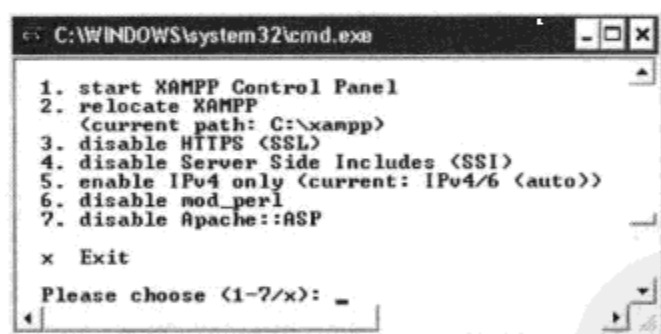 C:\WINDOWS\system32\cmd.exe
1. start XAMPP Control Panel
2. relocate XAMPP
(current path: C:\xampp)
3. disable HTTPS (SSL)
4. disable Server Side Includes (SSI)
5. enable IPv4 only (current: IPv4/6 (auto))
6. disable mod_perl
7. disable Apache::ASP
x Exit
Please choose (1-7/x): _